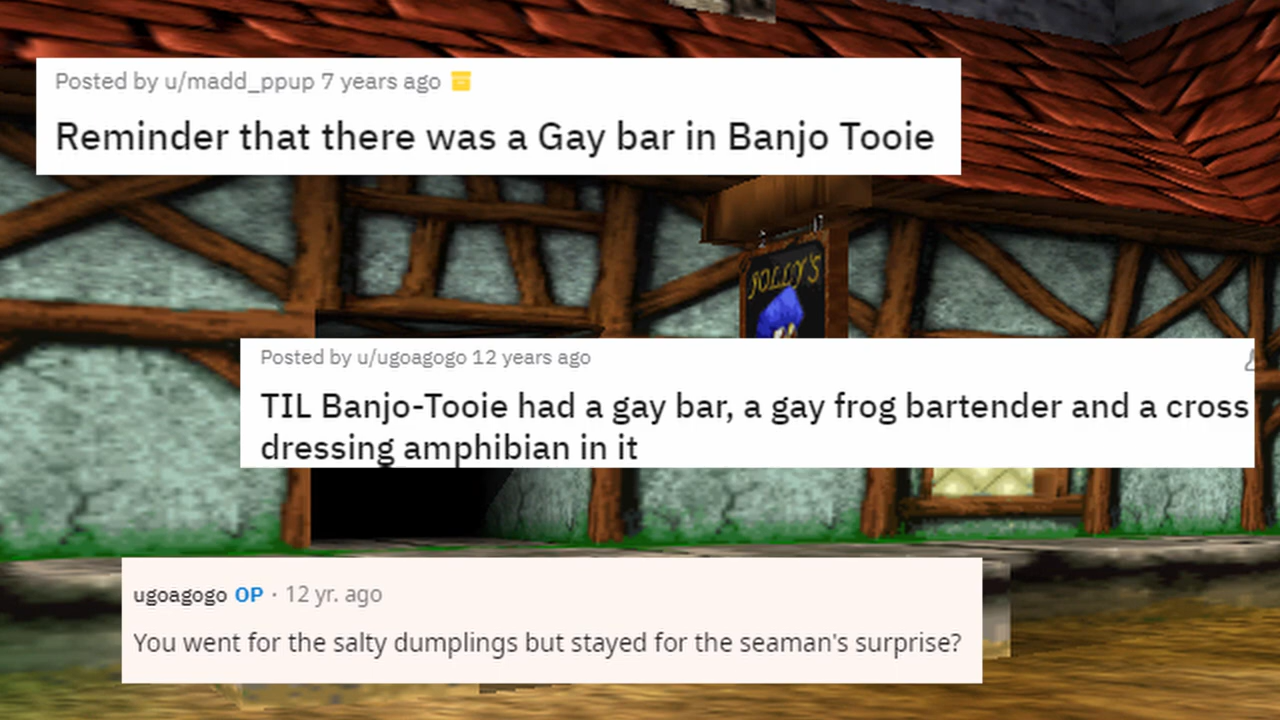 Posted by u/madd_ppup 7 years ago
Reminder that there was a Gay bar in Banjo Tooie
JOLLY'S
Posted by u/ugoagogo 12 years ago
TIL Banjo-Tooie had a gay bar, a gay frog bartender and a cross
dressing amphibian in it
ugoagogo OP · 12 yr. ago
You went for the salty dumplings but stayed for the seaman's surprise?